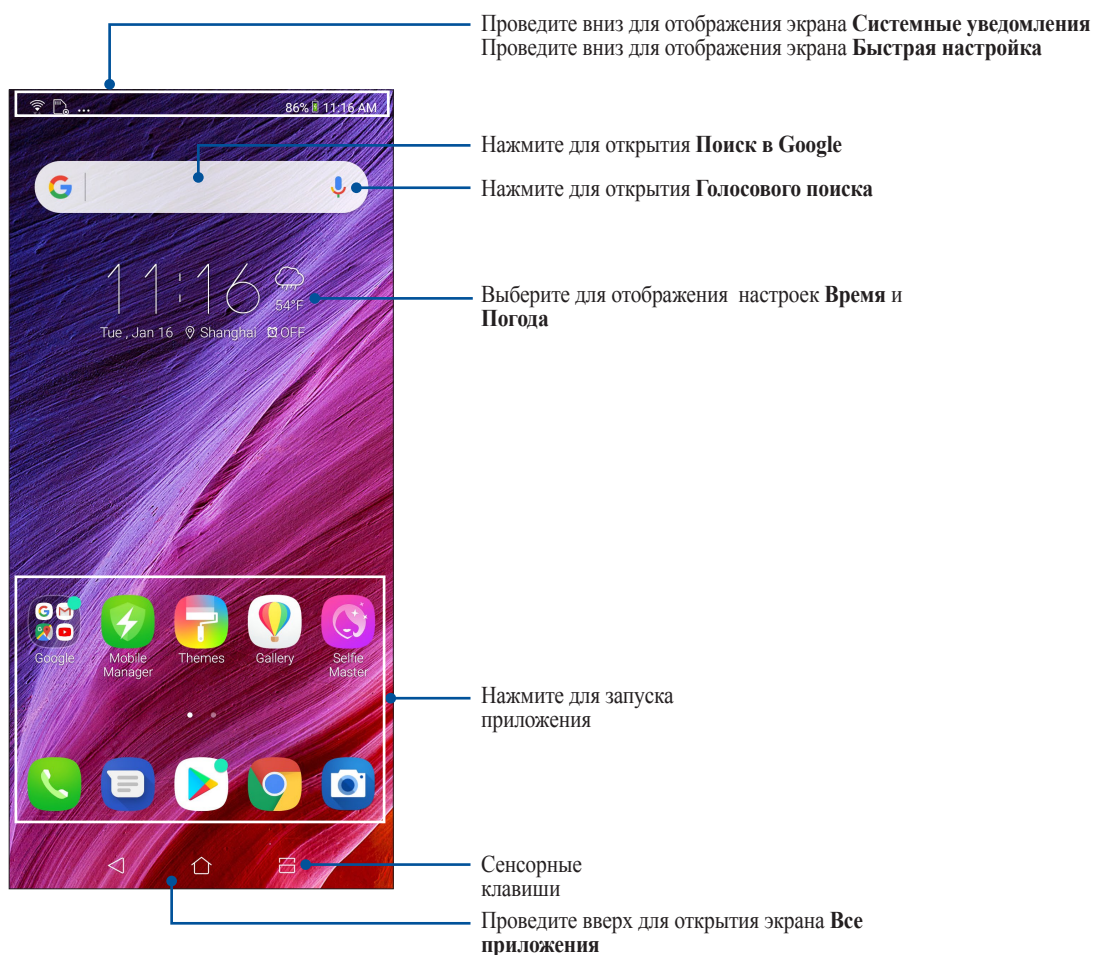 Проведите вниз для отображения экрана Системные уведомления
Проведите вниз для отображения экрана Быстрая настройка
86% 11:16 AM
Нажмите для открытия Поиск в Google
G
Нажмите для открытия Голосового поиска
11:16
54°F
Tue , Jan 16 Shanghai OFF
Выберите для отображения настроек Время и
Погода
Google
Mobile
Manager
Themes
Gallery
Selfie
Master
Нажмите для запуска
приложения
Сенсорные
клавиши
Проведите вверх для открытия экрана Все
приложения